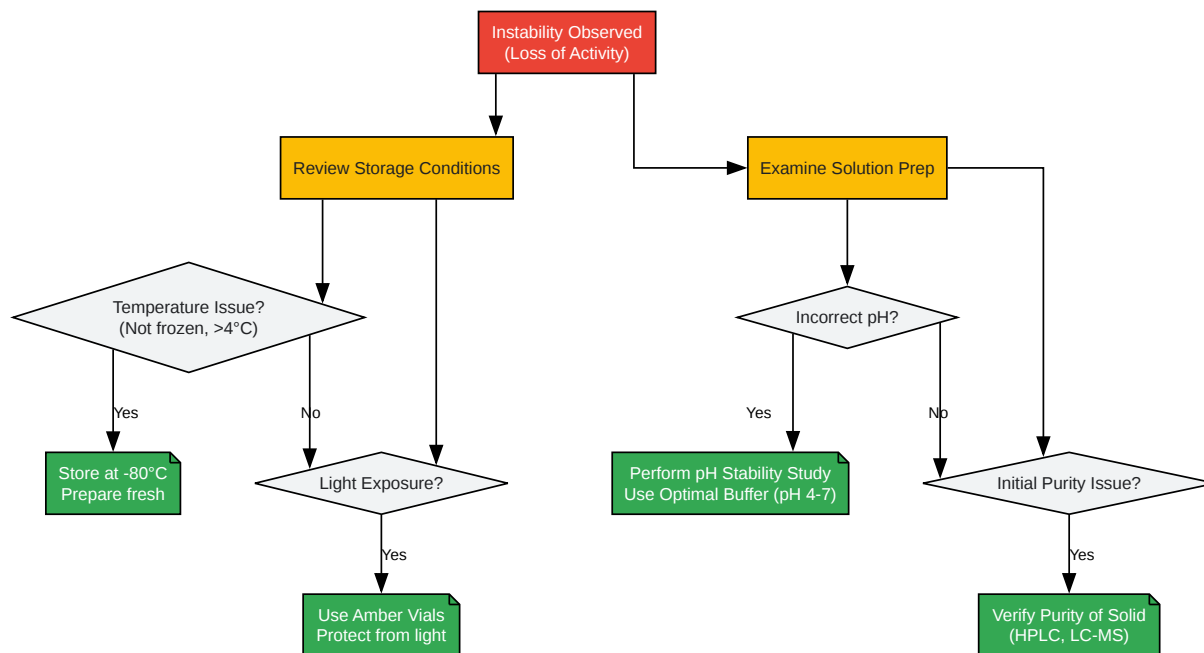 Instability Observed
(Loss of Activity)
Review Storage Conditions
Examine Solution Prep
Temperature Issue?
(Not frozen, >4°C)
Incorrect pH?
Yes
No
Yes
No
Store at -80°C
Prepare fresh
Light Exposure?
Perform pH Stability Study
Use Optimal Buffer (pH 4-7)
Initial Purity Issue?
Yes
Yes
Use Amber Vials
Protect from light
Verify Purity of Solid
(HPLC, LC-MS)